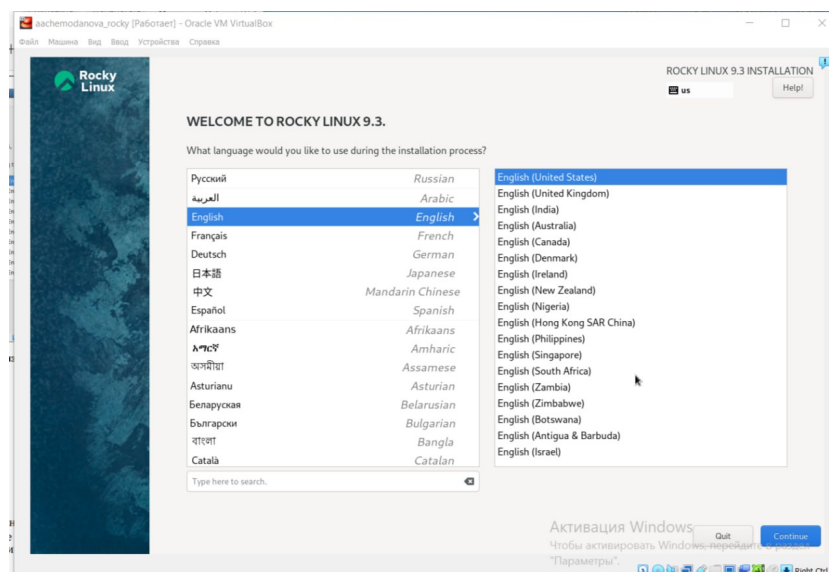 aachemodanova_rocky [Работает] - Oracle VM VirtualBox
Файл Машина Вид Ввод Устройства Справка
Rocky
Linux
ROCKY LINUX 9.3 INSTALLATION
us
Help!
WELCOME TO ROCKY LINUX 9.3.
What language would you like to use during the installation process?
Русский Russian
العربية Arabic
English English
Français French
Deutsch German
日本語 Japanese
中文 Mandarin Chinese
Español Spanish
Afrikaans Afrikaans
አማርኛ Amharic
অসমীয়া Assamese
Asturianu Asturian
Беларуская Belarusian
Български Bulgarian
বাংলা Bangla
Català Catalan
Type here to search.
English (United States)
English (United Kingdom)
English (India)
English (Australia)
English (Canada)
English (Denmark)
English (Ireland)
English (New Zealand)
English (Nigeria)
English (Hong Kong SAR China)
English (Philippines)
English (Singapore)
English (South Africa)
English (Zambia)
English (Zimbabwe)
English (Botswana)
English (Antigua & Barbuda)
English (Israel)
Активация Windows
Чтобы активировать Windows, перейдите в раздел
"Параметры".
Quit
Continue
Right Ctrl